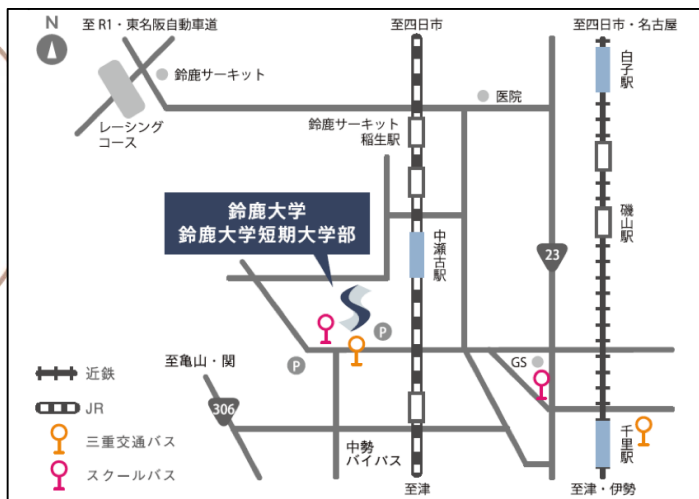 N
至 R1・東名阪自動車道
至四日市
至四日市・名古屋
鈴鹿サーキット
レーシング
コース
医院
白子駅
鈴鹿サーキット
稲生駅
磯山駅
鈴鹿大学
鈴鹿大学短期大学部
中瀬古駅
23
S
P
P
GS
至亀山・関
近鉄
306
JR
三重交通バス
スクールバス
中勢
バイパス
千里駅
至津
至津・伊勢